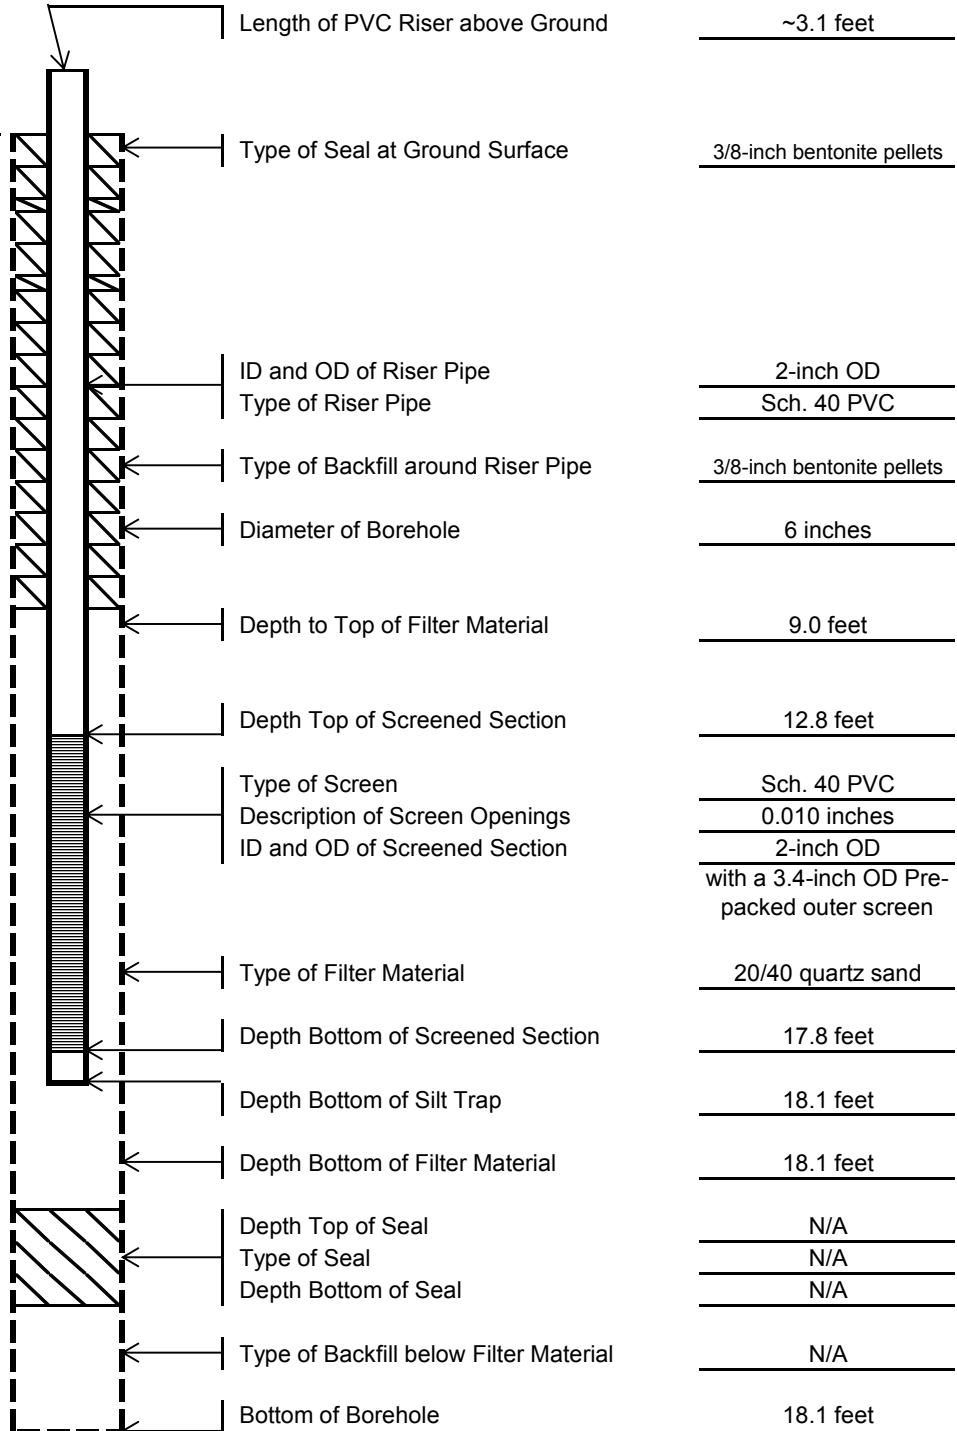 Length of PVC Riser above Ground ~3.1 feet
Type of Seal at Ground Surface 3/8-inch bentonite pellets
ID and OD of Riser Pipe 2-inch OD
Type of Riser Pipe Sch. 40 PVC
Type of Backfill around Riser Pipe 3/8-inch bentonite pellets
Diameter of Borehole 6 inches
Depth to Top of Filter Material 9.0 feet
Depth Top of Screened Section 12.8 feet
Type of Screen Sch. 40 PVC
Description of Screen Openings 0.010 inches
ID and OD of Screened Section 2-inch OD
with a 3.4-inch OD Pre-
packed outer screen
Type of Filter Material 20/40 quartz sand
Depth Bottom of Screened Section 17.8 feet
Depth Bottom of Silt Trap 18.1 feet
Depth Bottom of Filter Material 18.1 feet
Depth Top of Seal N/A
Type of Seal N/A
Depth Bottom of Seal N/A
Type of Backfill below Filter Material N/A
Bottom of Borehole 18.1 feet